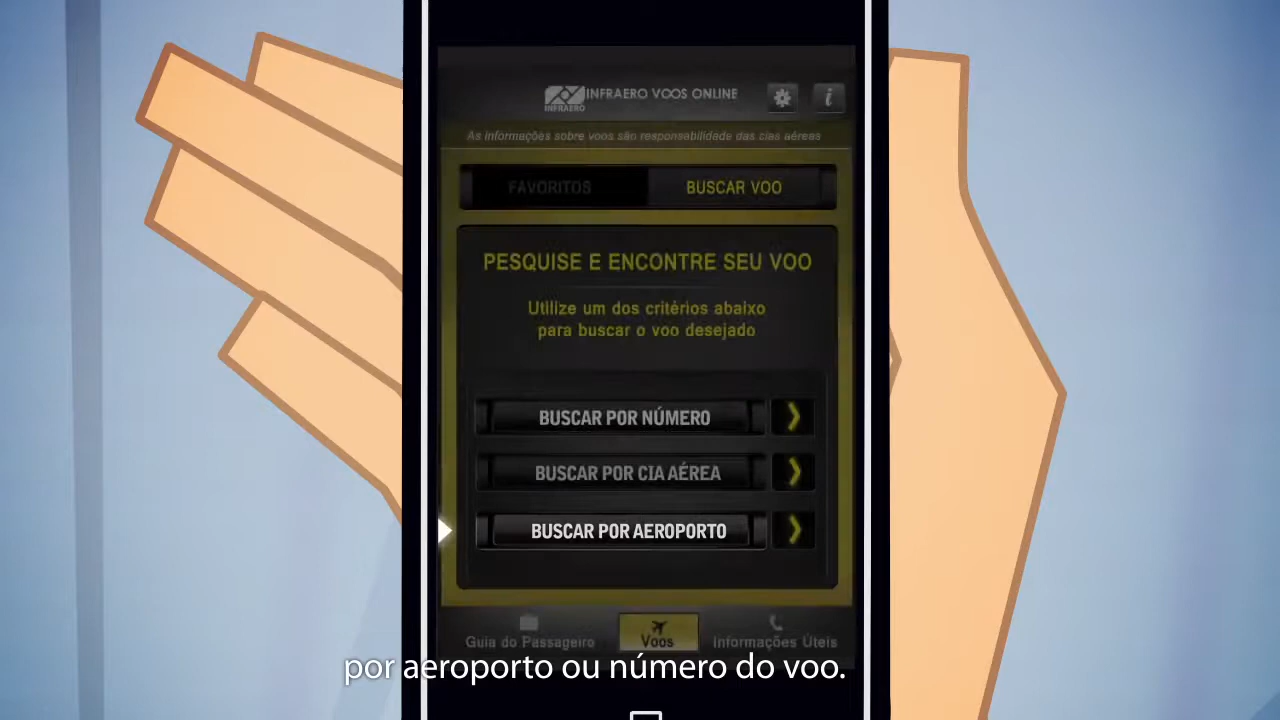 INFRAERO
INFRAERO VOOS ONLINE
i
As informações sobre voos são responsabilidade das cias aéreas
FAVORITOS
BUSCAR VOO
PESQUISE E ENCONTRE SEU VOO
Utilize um dos critérios abaixo
para buscar o voo desejado
BUSCAR POR NÚMERO
BUSCAR POR CIA AÉREA
BUSCAR POR AEROPORTO
Guia do Passageiro
Voos
Informações Úteis
por aeroporto ou número do voo.